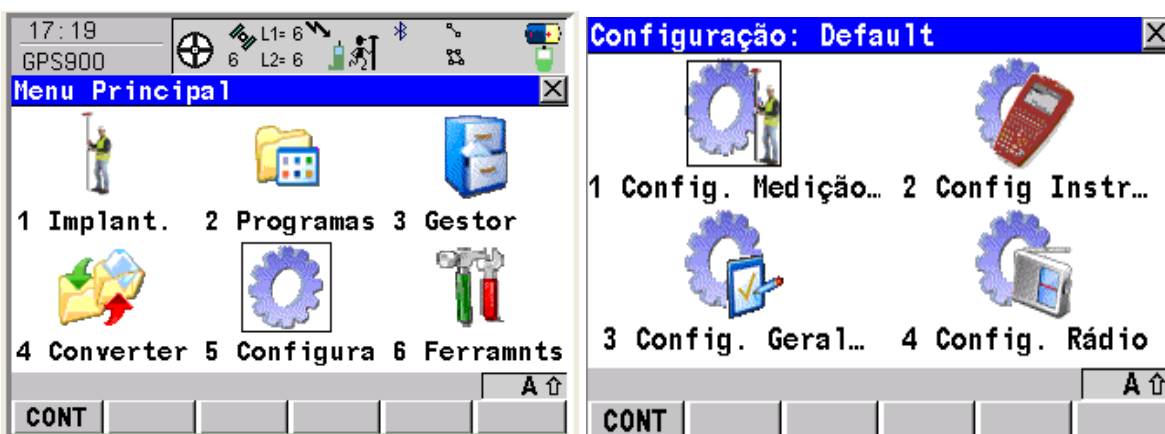 17:19
GPS900
L1= 6
6 L2= 6
Menu Principal
1 Implant. 2 Programas 3 Gestor
4 Converter 5 Configura 6 Ferramnts
A
CONT
Configuração: Default
1 Config. Medição… 2 Config Instr…
3 Config. Geral… 4 Config. Rádio
A
CONT